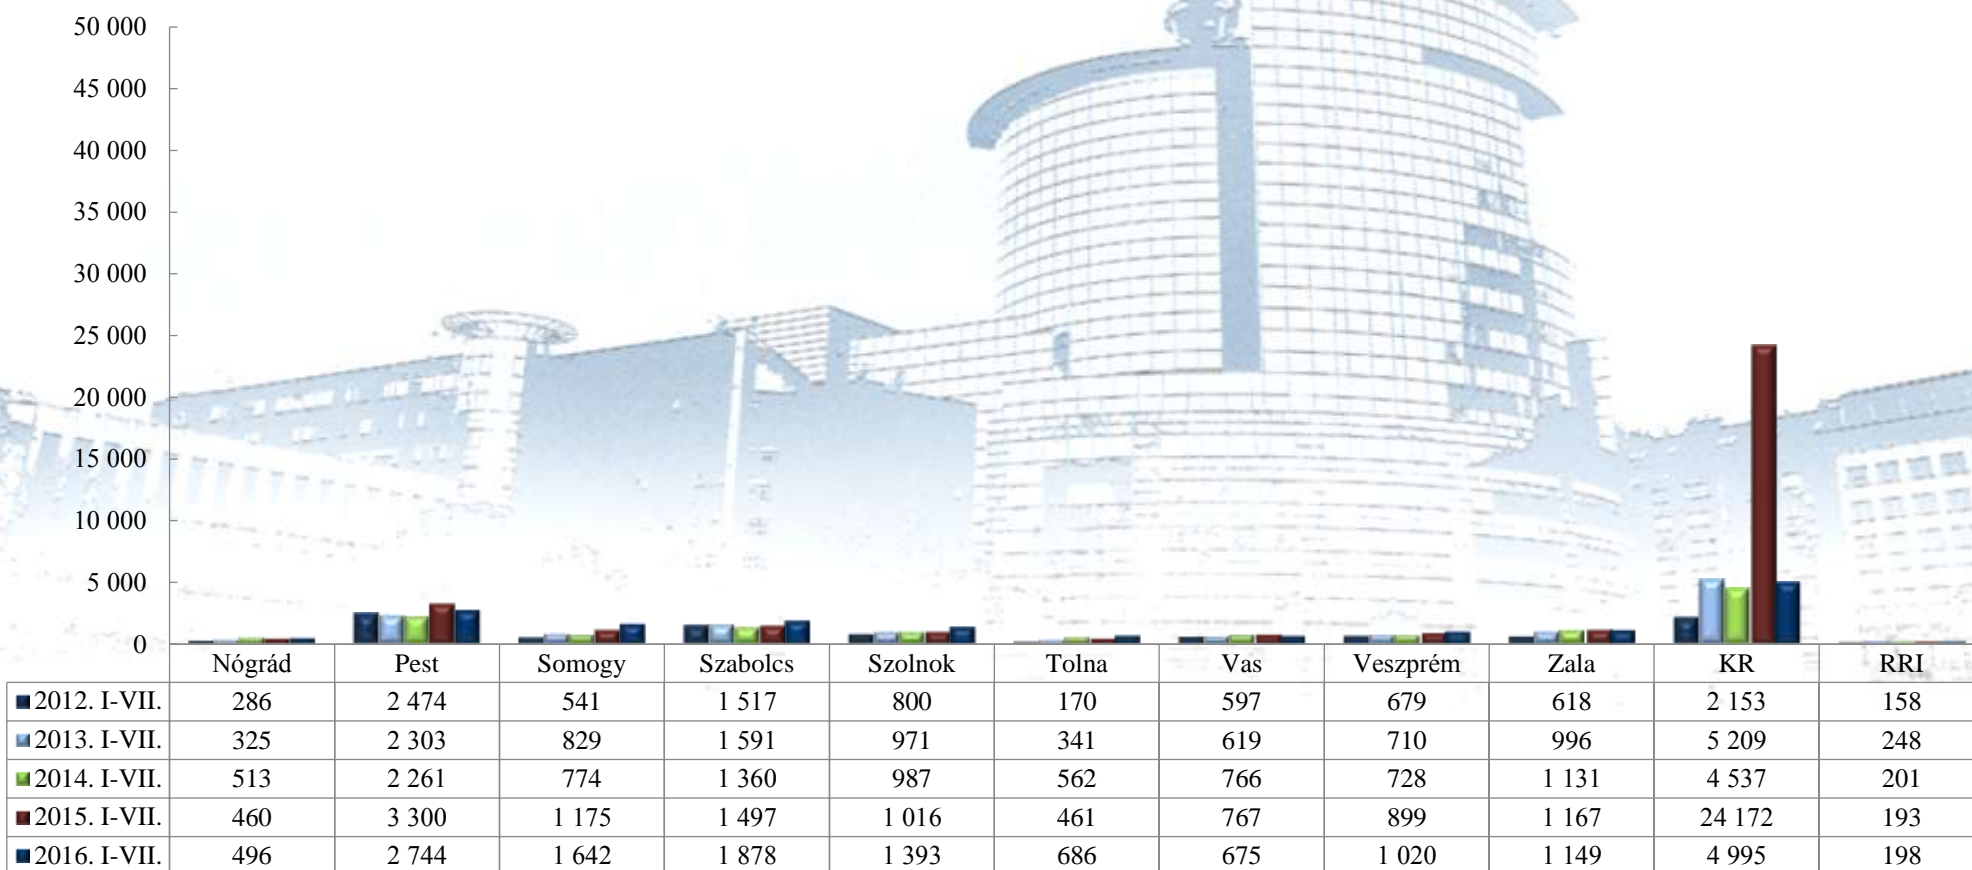 50 000
45 000
40 000
35 000
30 000
25 000
20 000
15 000
10 000
5 000
0
Nógrád Pest Somogy Szabolcs Szolnok Tolna Vas Veszprém Zala KR RRI
2012. I-VII. 286 2 474 541 1 517 800 170 597 679 618 2 153 158
2013. I-VII. 325 2 303 829 1 591 971 341 619 710 996 5 209 248
2014. I-VII. 513 2 261 774 1 360 987 562 766 728 1 131 4 537 201
2015. I-VII. 460 3 300 1 175 1 497 1 016 461 767 899 1 167 24 172 193
2016. I-VII. 496 2 744 1 642 1 878 1 393 686 675 1 020 1 149 4 995 198